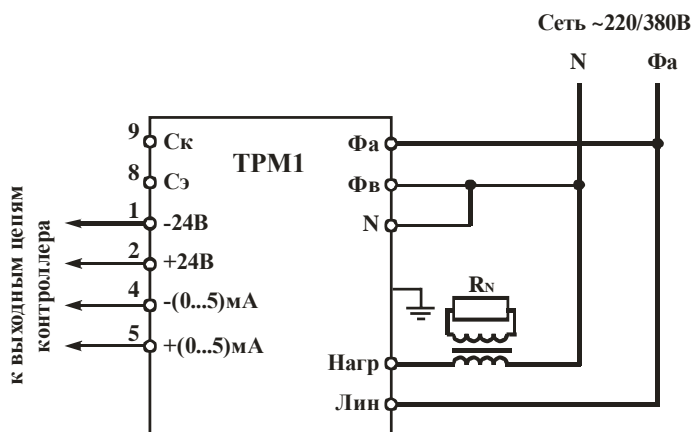 Сеть ~220/380В
N Фа
9 Ск
ТРМ1
Фа
8 Сэ
Фв
1 -24В
N
2 +24В
4 -(0...5)мА
RN
5 +(0...5)мА
Нагр
Лин
к выходным цепям
контроллера